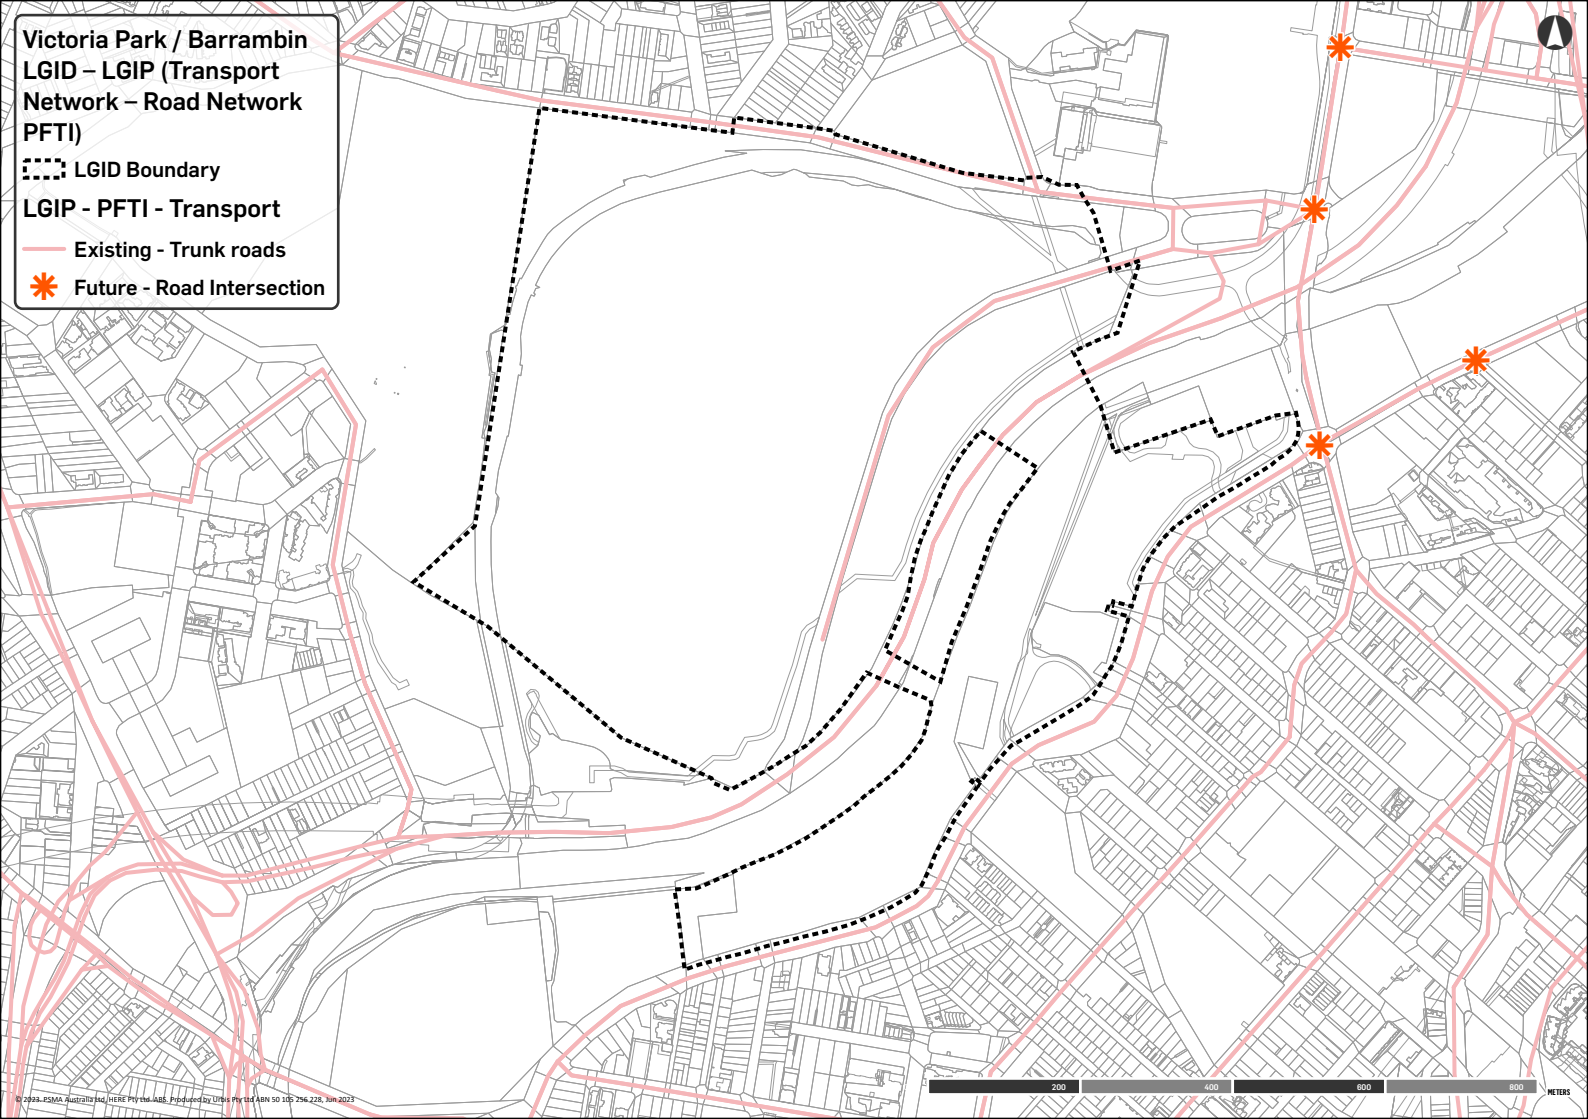 Victoria Park / Barrambin
LGID – LGIP (Transport
Network – Road Network
PFTI)
LGID Boundary
LGIP - PFTI - Transport
Existing - Trunk roads
Future - Road Intersection
200 400 600 800
METERS
© 2023. PSMA Australia Ltd, HERE Pty Ltd. ABS. Produced by Urbis Pty Ltd ABN 50 105 256 228, Jun 2023